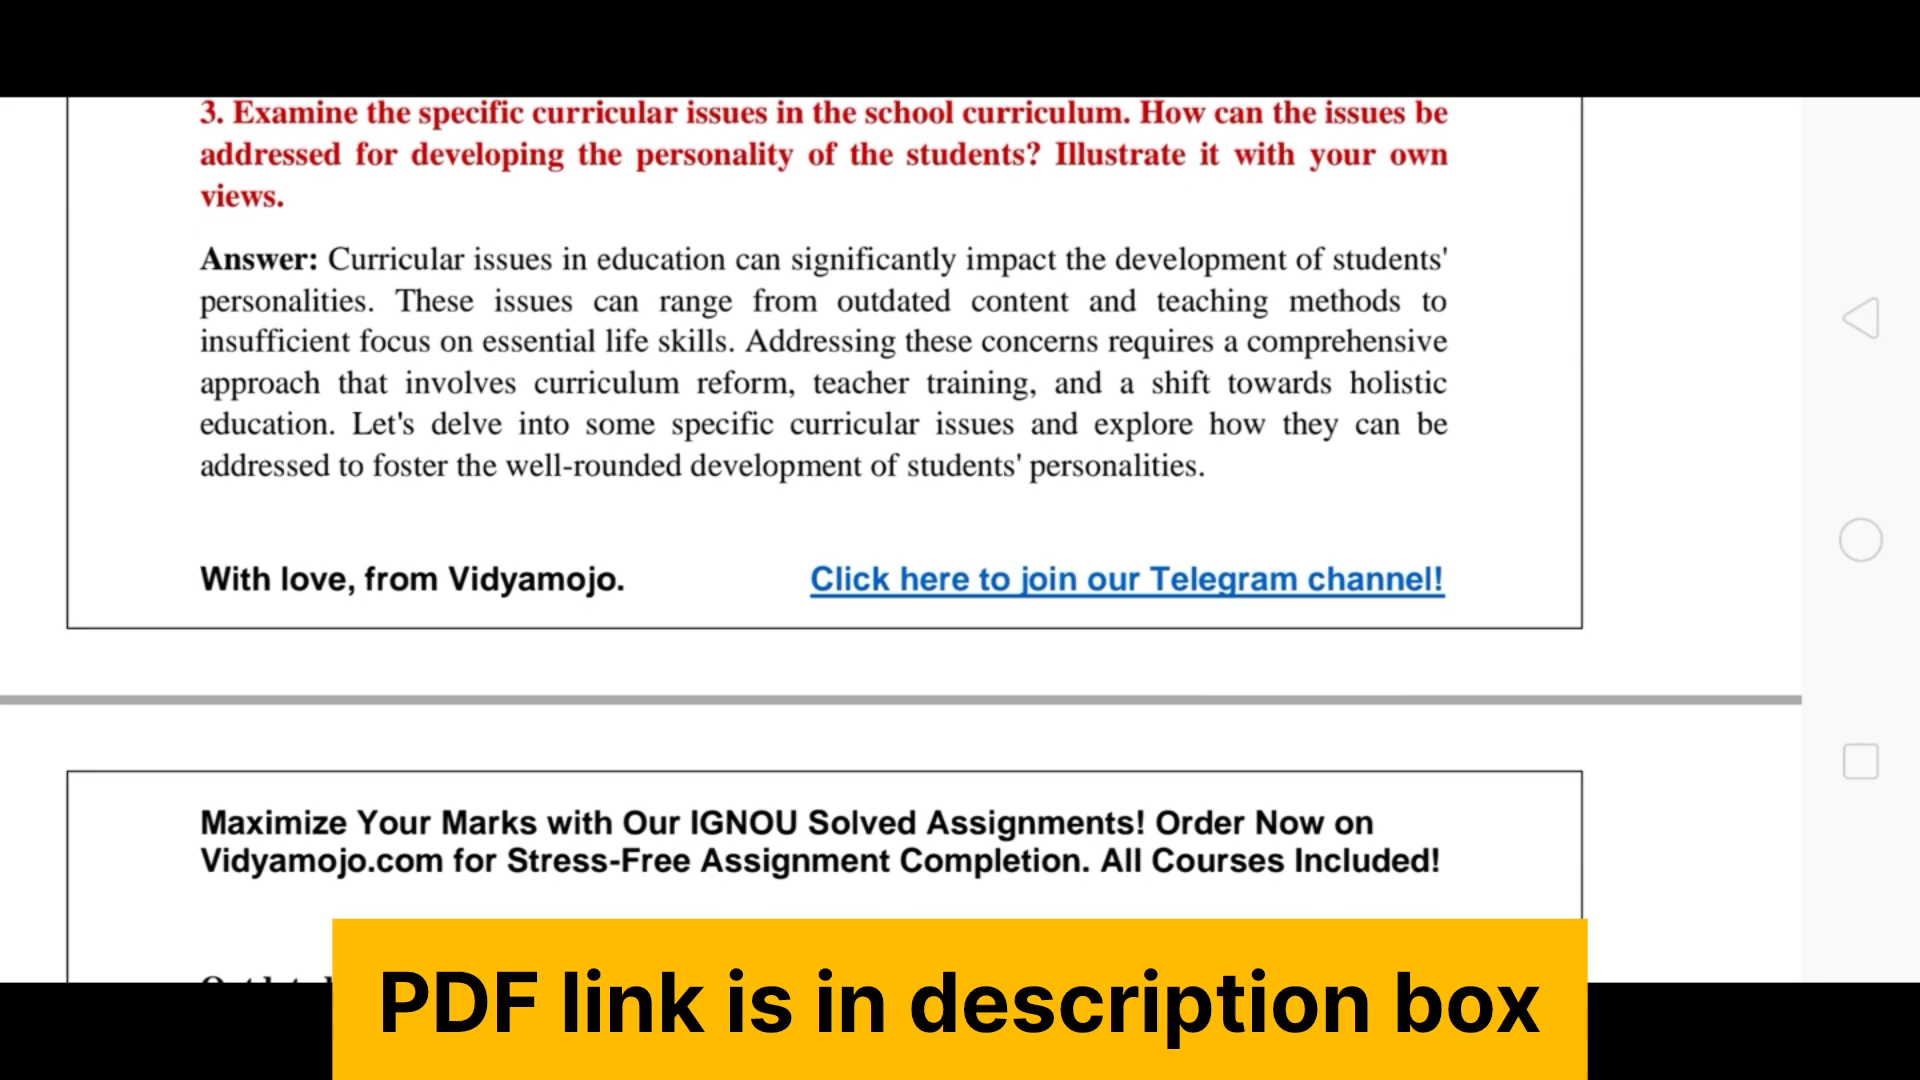 3. Examine the specific curricular issues in the school curriculum. How can the issues be
addressed for developing the personality of the students? Illustrate it with your own
views.
Answer: Curricular issues in education can significantly impact the development of students'
personalities. These issues can range from outdated content and teaching methods to
insufficient focus on essential life skills. Addressing these concerns requires a comprehensive
approach that involves curriculum reform, teacher training, and a shift towards holistic
education. Let's delve into some specific curricular issues and explore how they can be
addressed to foster the well-rounded development of students' personalities.
With love, from Vidyamojo. Click here to join our Telegram channel!
Maximize Your Marks with Our IGNOU Solved Assignments! Order Now on
Vidyamojo.com for Stress-Free Assignment Completion. All Courses Included!
PDF link is in description box